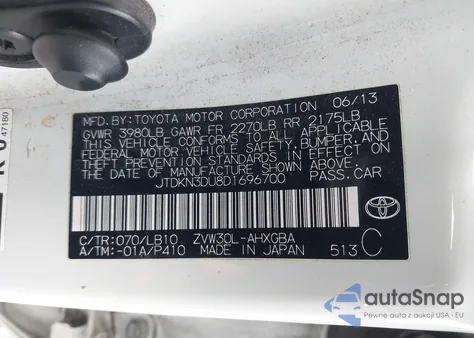 47180
MFD. BY: TOYOTA MOTOR CORPORATION 06/13
GVWR 3980LB GAWR FR 2270LB RR 2175LB
THIS VEHICLE CONFORMS TO ALL APPLICABLE
FEDERAL MOTOR VEHICLE SAFETY, BUMPER, AND
THEFT PREVENTION STANDARDS IN EFFECT ON
THE DATE OF MANUFACTURE SHOWN ABOVE.
JTDKN3DU8D1696700 PASS. CAR
C/TR: 070/LB10 ZVW30L-AHXGBA
A/TM: -01A/P410 MADE IN JAPAN 513 C
TOYOTA
autoSnap
Pewne auto z USA - EU